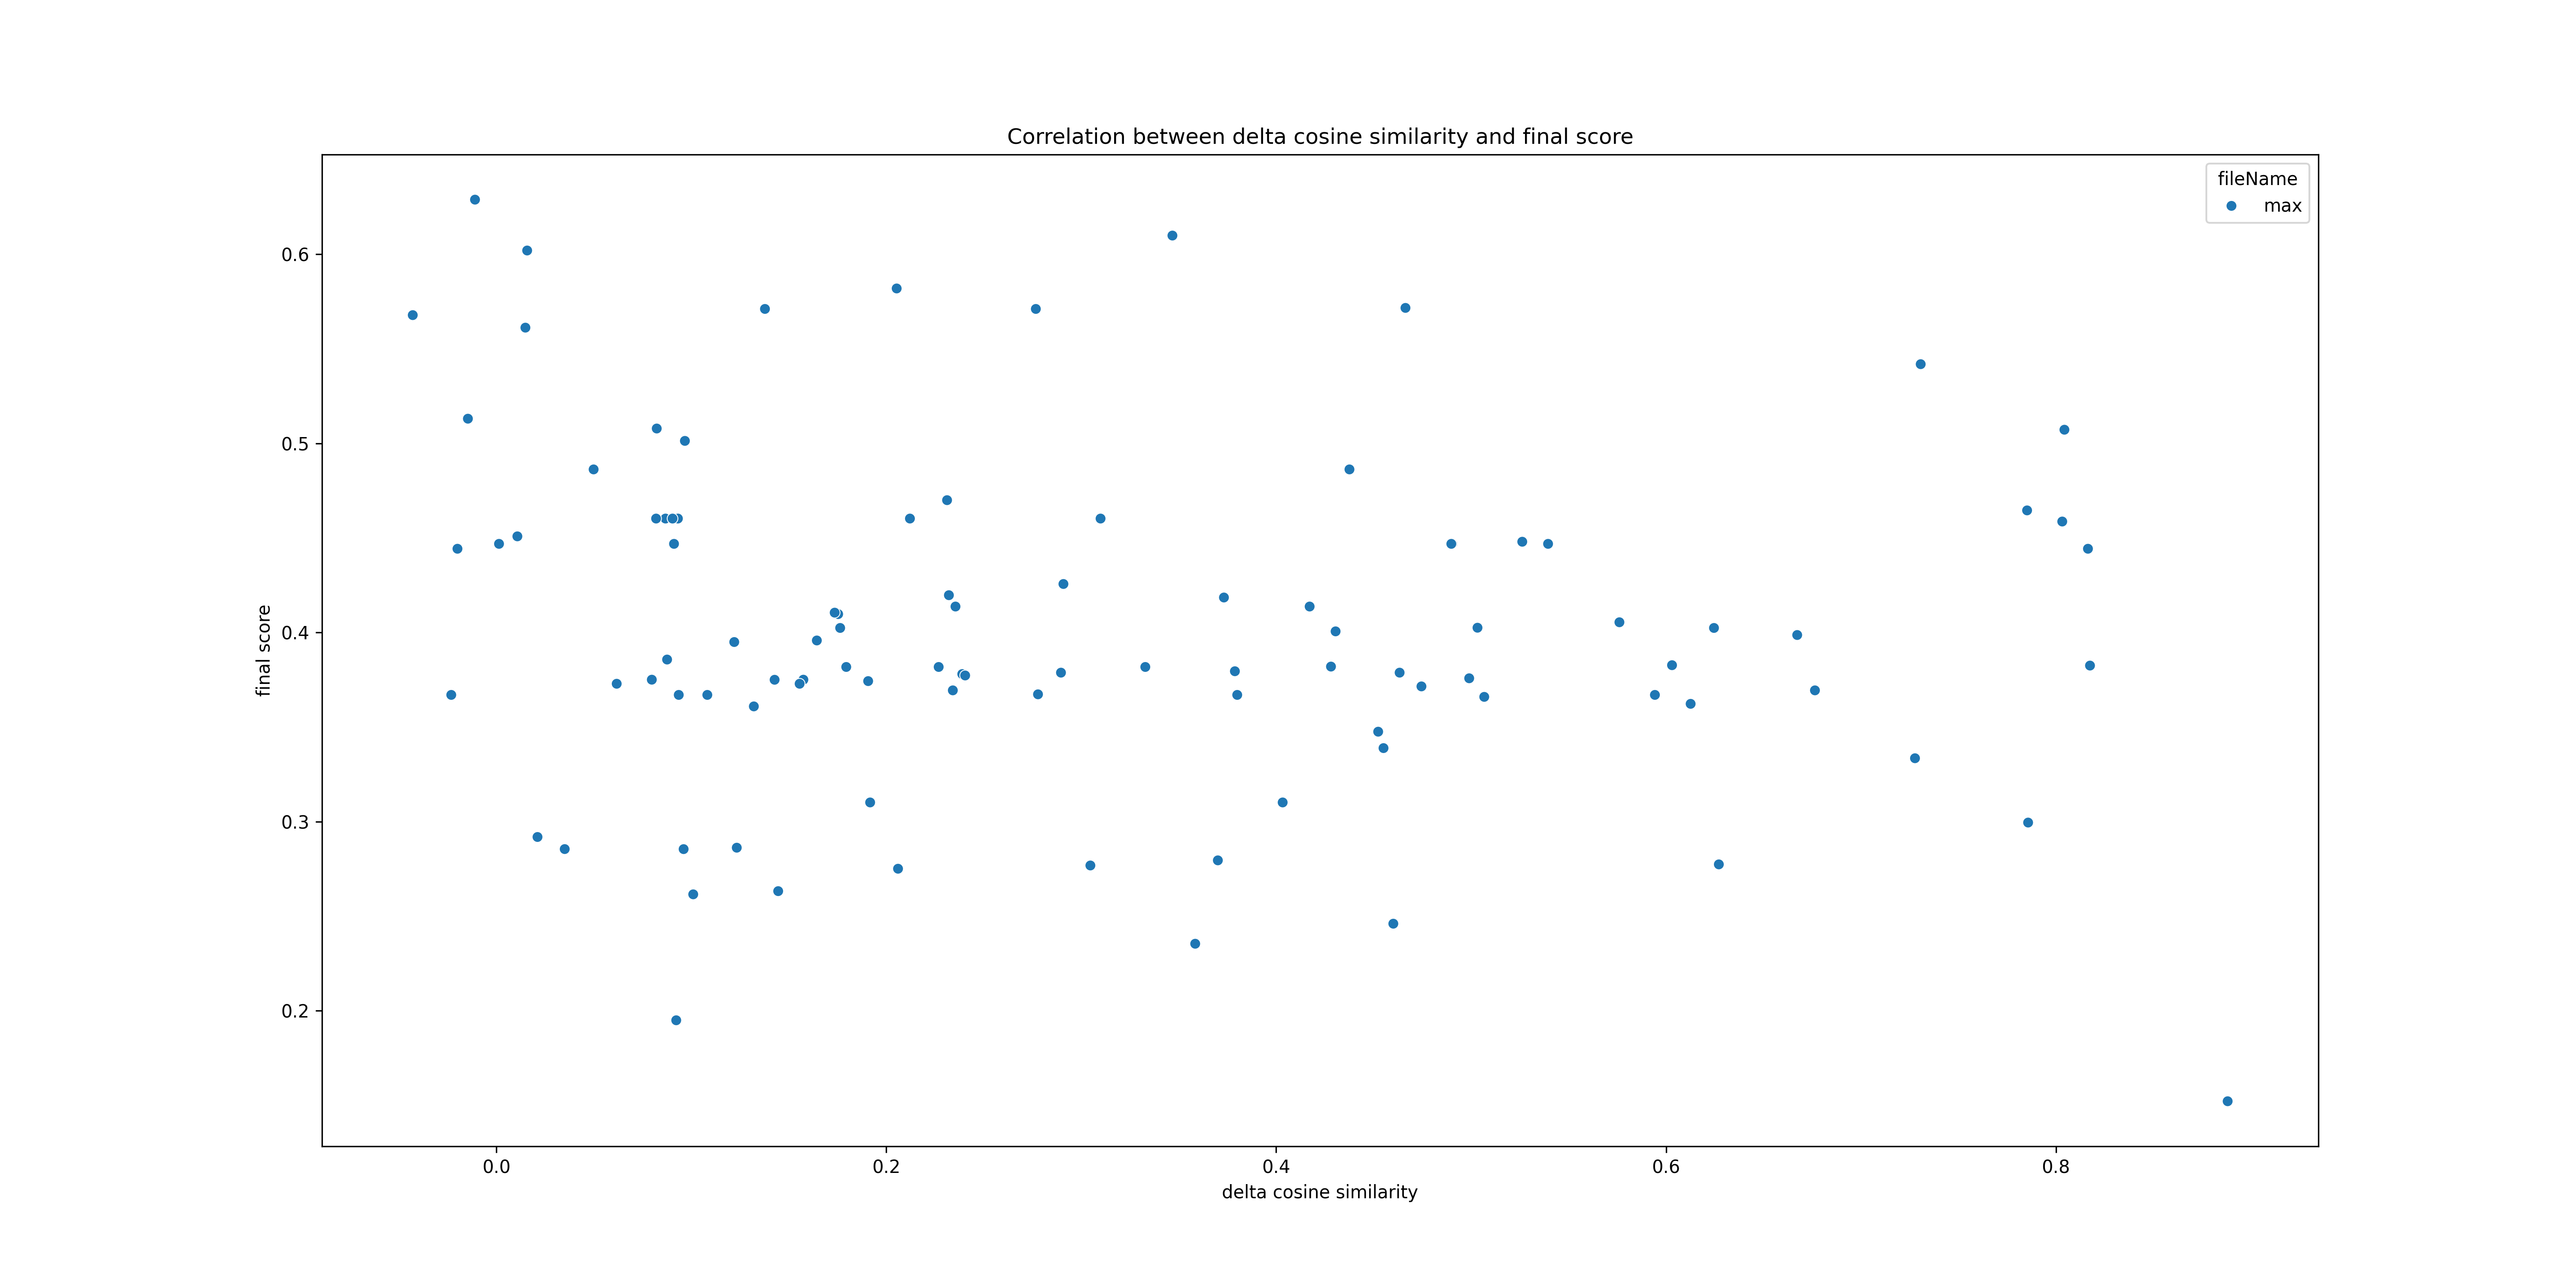 Correlation between delta cosine similarity and final score
fileName
max
0.6
0.5
0.4
0.3
0.2
final score
0.0 0.2 0.4 0.6 0.8
delta cosine similarity